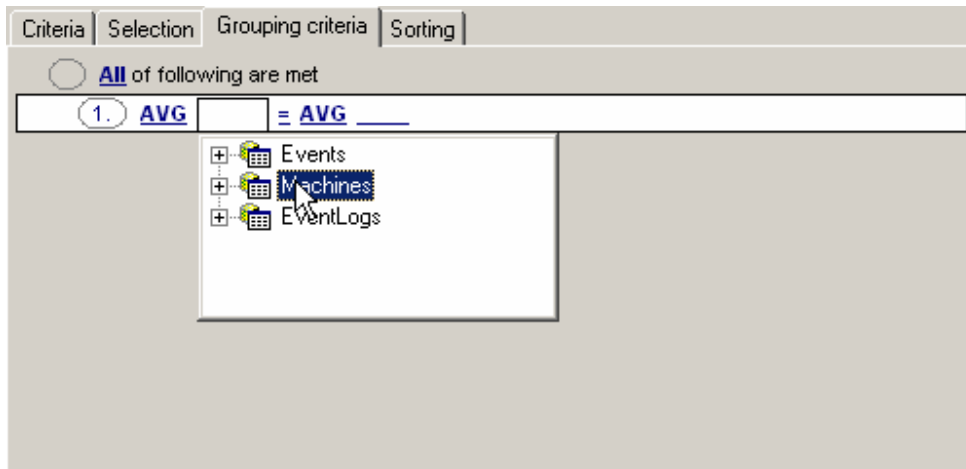 Criteria Selection Grouping criteria Sorting
All of following are met
1. AVG = AVG
Events
Machines
EventLogs